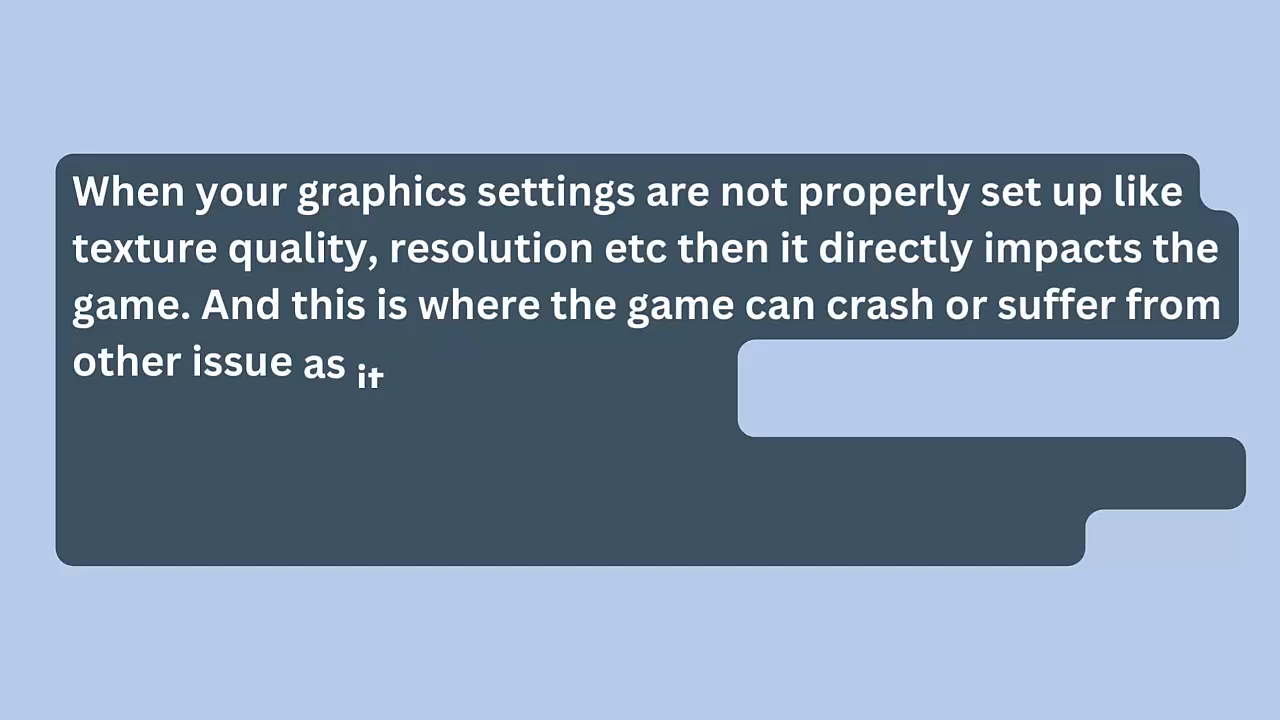 When your graphics settings are not properly set up like
texture quality, resolution etc then it directly impacts the
game. And this is where the game can crash or suffer from
other issue as it